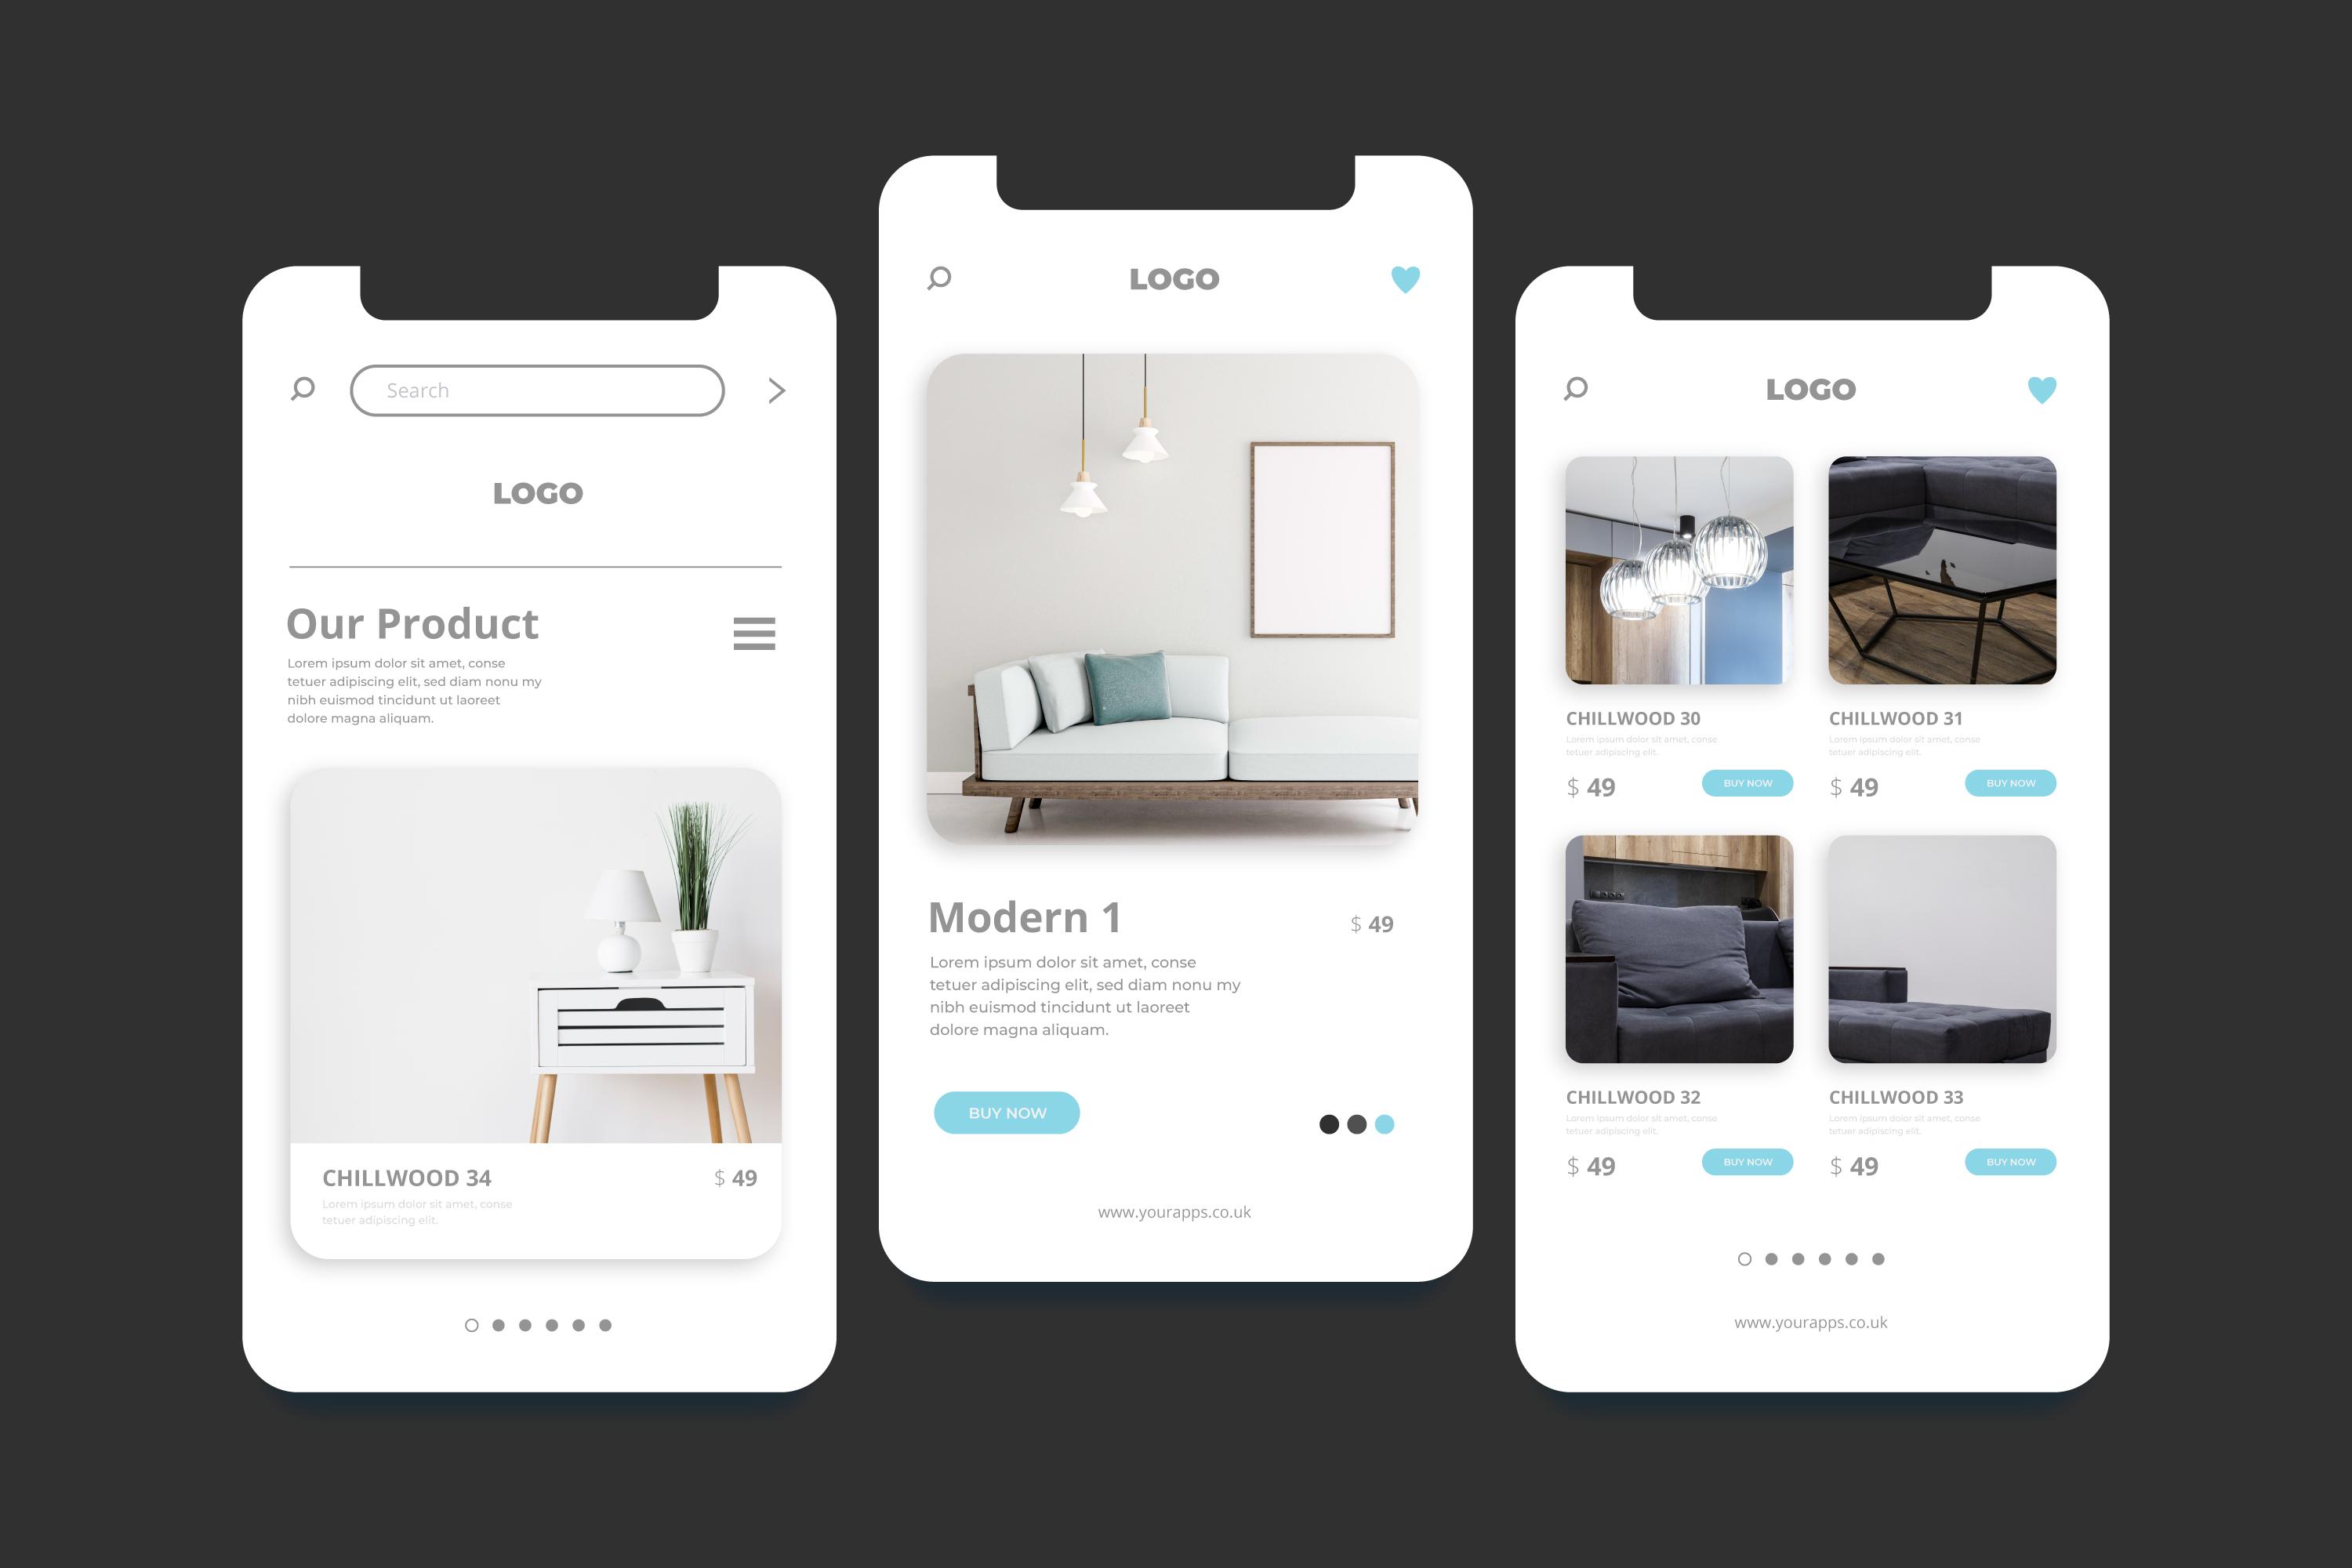 Search
LOGO
Our Product
Lorem ipsum dolor sit amet, conse
tetuer adipiscing elit, sed diam nonu my
nibh euismod tincidunt ut laoreet
dolore magna aliquam.
CHILLWOOD 34
$ 49
Lorem ipsum dolor sit amet, conse
tetuer adipiscing elit.
LOGO
Modern 1
$ 49
Lorem ipsum dolor sit amet, conse
tetuer adipiscing elit, sed diam nonu my
nibh euismod tincidunt ut laoreet
dolore magna aliquam.
BUY NOW
www.yourapps.co.uk
LOGO
CHILLWOOD 30
Lorem ipsum dolor sit amet, conse
tetuer adipiscing elit.
$ 49
BUY NOW
CHILLWOOD 31
Lorem ipsum dolor sit amet, conse
tetuer adipiscing elit.
$ 49
BUY NOW
CHILLWOOD 32
Lorem ipsum dolor sit amet, conse
tetuer adipiscing elit.
$ 49
BUY NOW
CHILLWOOD 33
Lorem ipsum dolor sit amet, conse
tetuer adipiscing elit.
$ 49
BUY NOW
www.yourapps.co.uk